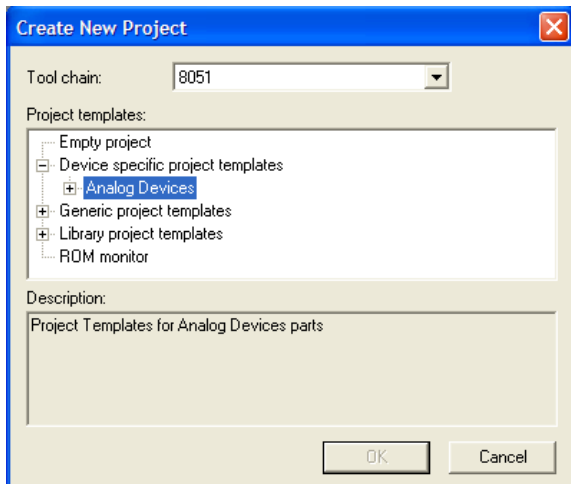 Create New Project
Tool chain: 8051
Project templates:
Empty project
Device specific project templates
Analog Devices
Generic project templates
Library project templates
ROM monitor
Description:
Project Templates for Analog Devices parts
OK Cancel